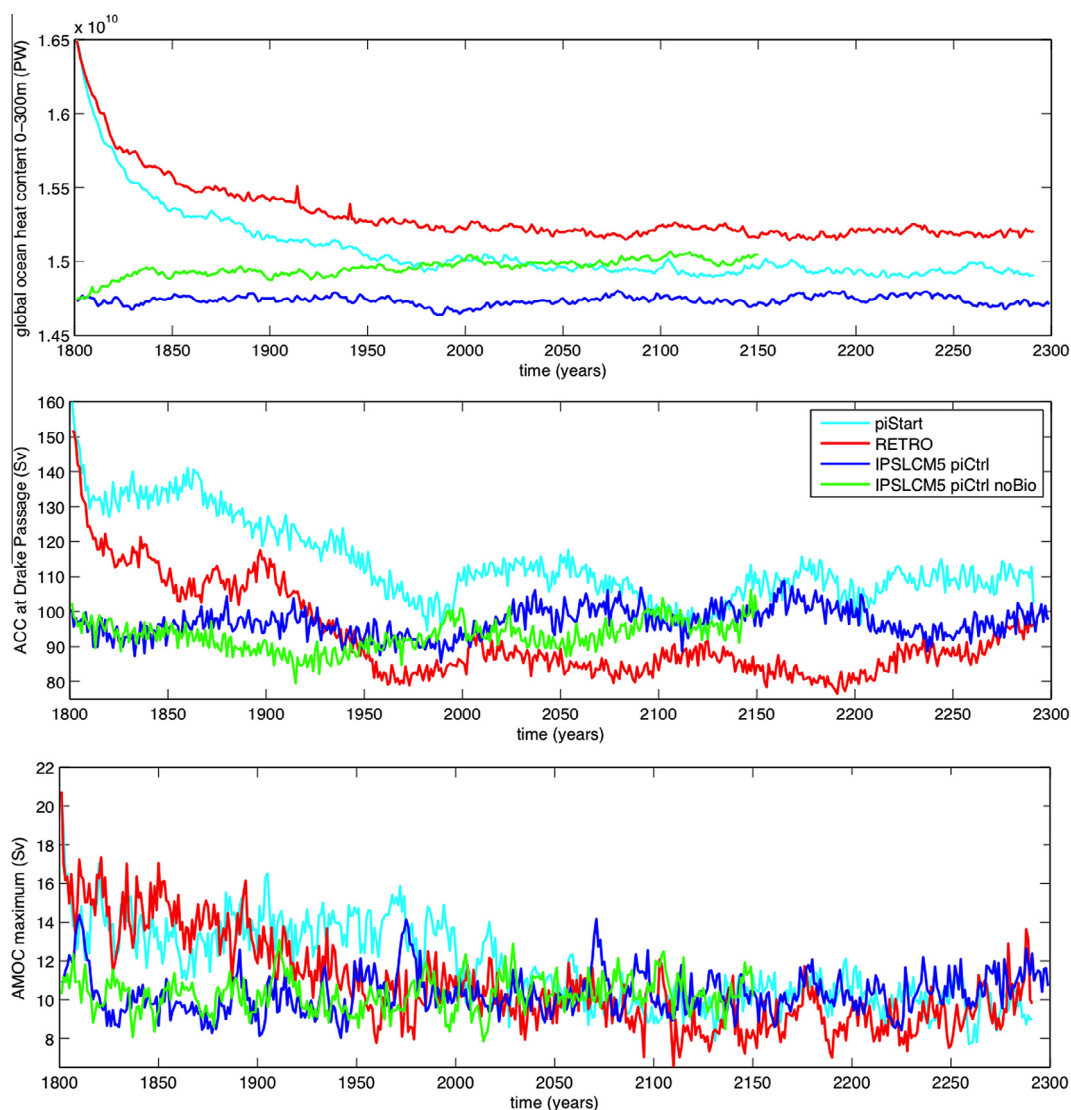 x 10^10
1.65
1.6
1.55
1.5
1.45
global ocean heat content 0-300m (PW)
1800 1850 1900 1950 2000 2050 2100 2150 2200 2250 2300
time (years)
160
150
140
130
120
110
100
90
80
ACC at Drake Passage (Sv)
piStart
RETRO
IPSLCM5 piCtrl
IPSLCM5 piCtrl noBio
1800 1850 1900 1950 2000 2050 2100 2150 2200 2250 2300
time (years)
22
20
18
16
14
12
10
8
AMOC maximum (Sv)
1800 1850 1900 1950 2000 2050 2100 2150 2200 2250 2300
time (years)